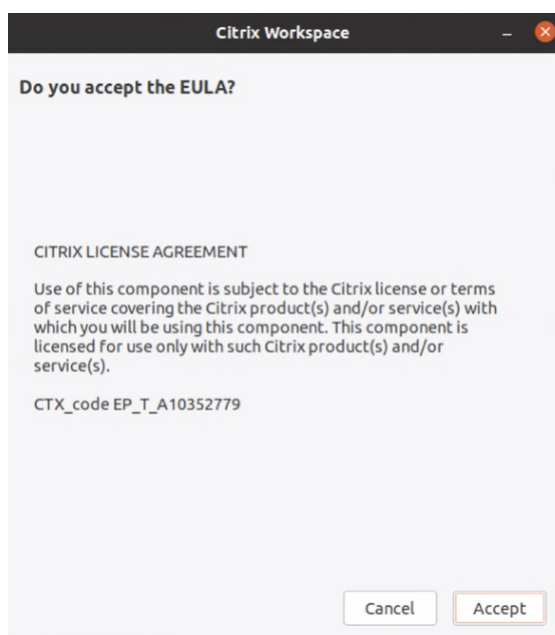 Citrix Workspace
Do you accept the EULA?
CITRIX LICENSE AGREEMENT
Use of this component is subject to the Citrix license or terms
of service covering the Citrix product(s) and/or service(s) with
which you will be using this component. This component is
licensed for use only with such Citrix product(s) and/or
service(s).
CTX_code EP_T_A10352779
Cancel
Accept